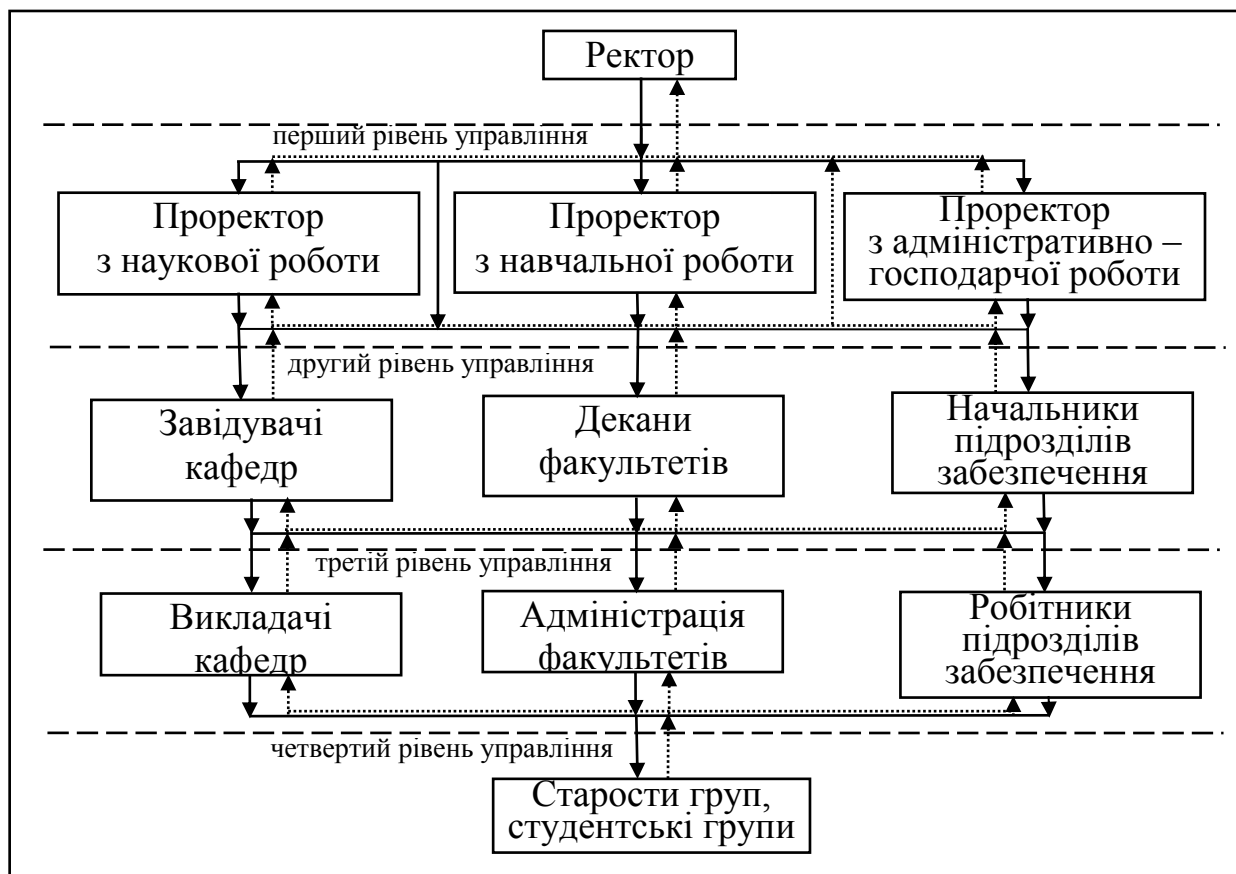 Ректор
перший рівень управління
Проректор
з наукової роботи
Проректор
з навчальної роботи
Проректор
з адміністративно –
господарчої роботи
другий рівень управління
Завідувачі
кафедр
Декани
факультетів
Начальники
підрозділів
забезпечення
третій рівень управління
Викладачі
кафедр
Адміністрація
факультетів
Робітники
підрозділів
забезпечення
четвертий рівень управління
Старости груп,
студентські групи